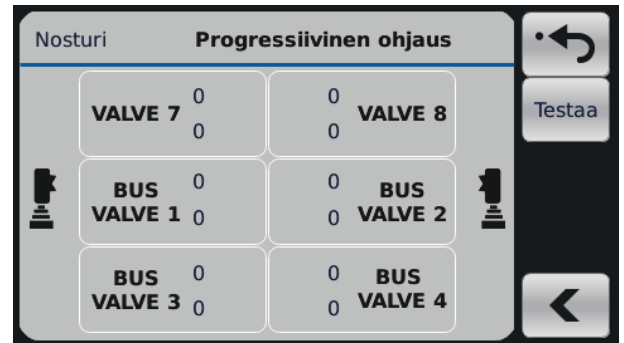 Nosturi Progressiivinen ohjaus
Testaa
VALVE 7 0 0
0 0 VALVE 8
BUS VALVE 1 0 0
0 0 BUS VALVE 2
BUS VALVE 3 0 0
0 0 BUS VALVE 4